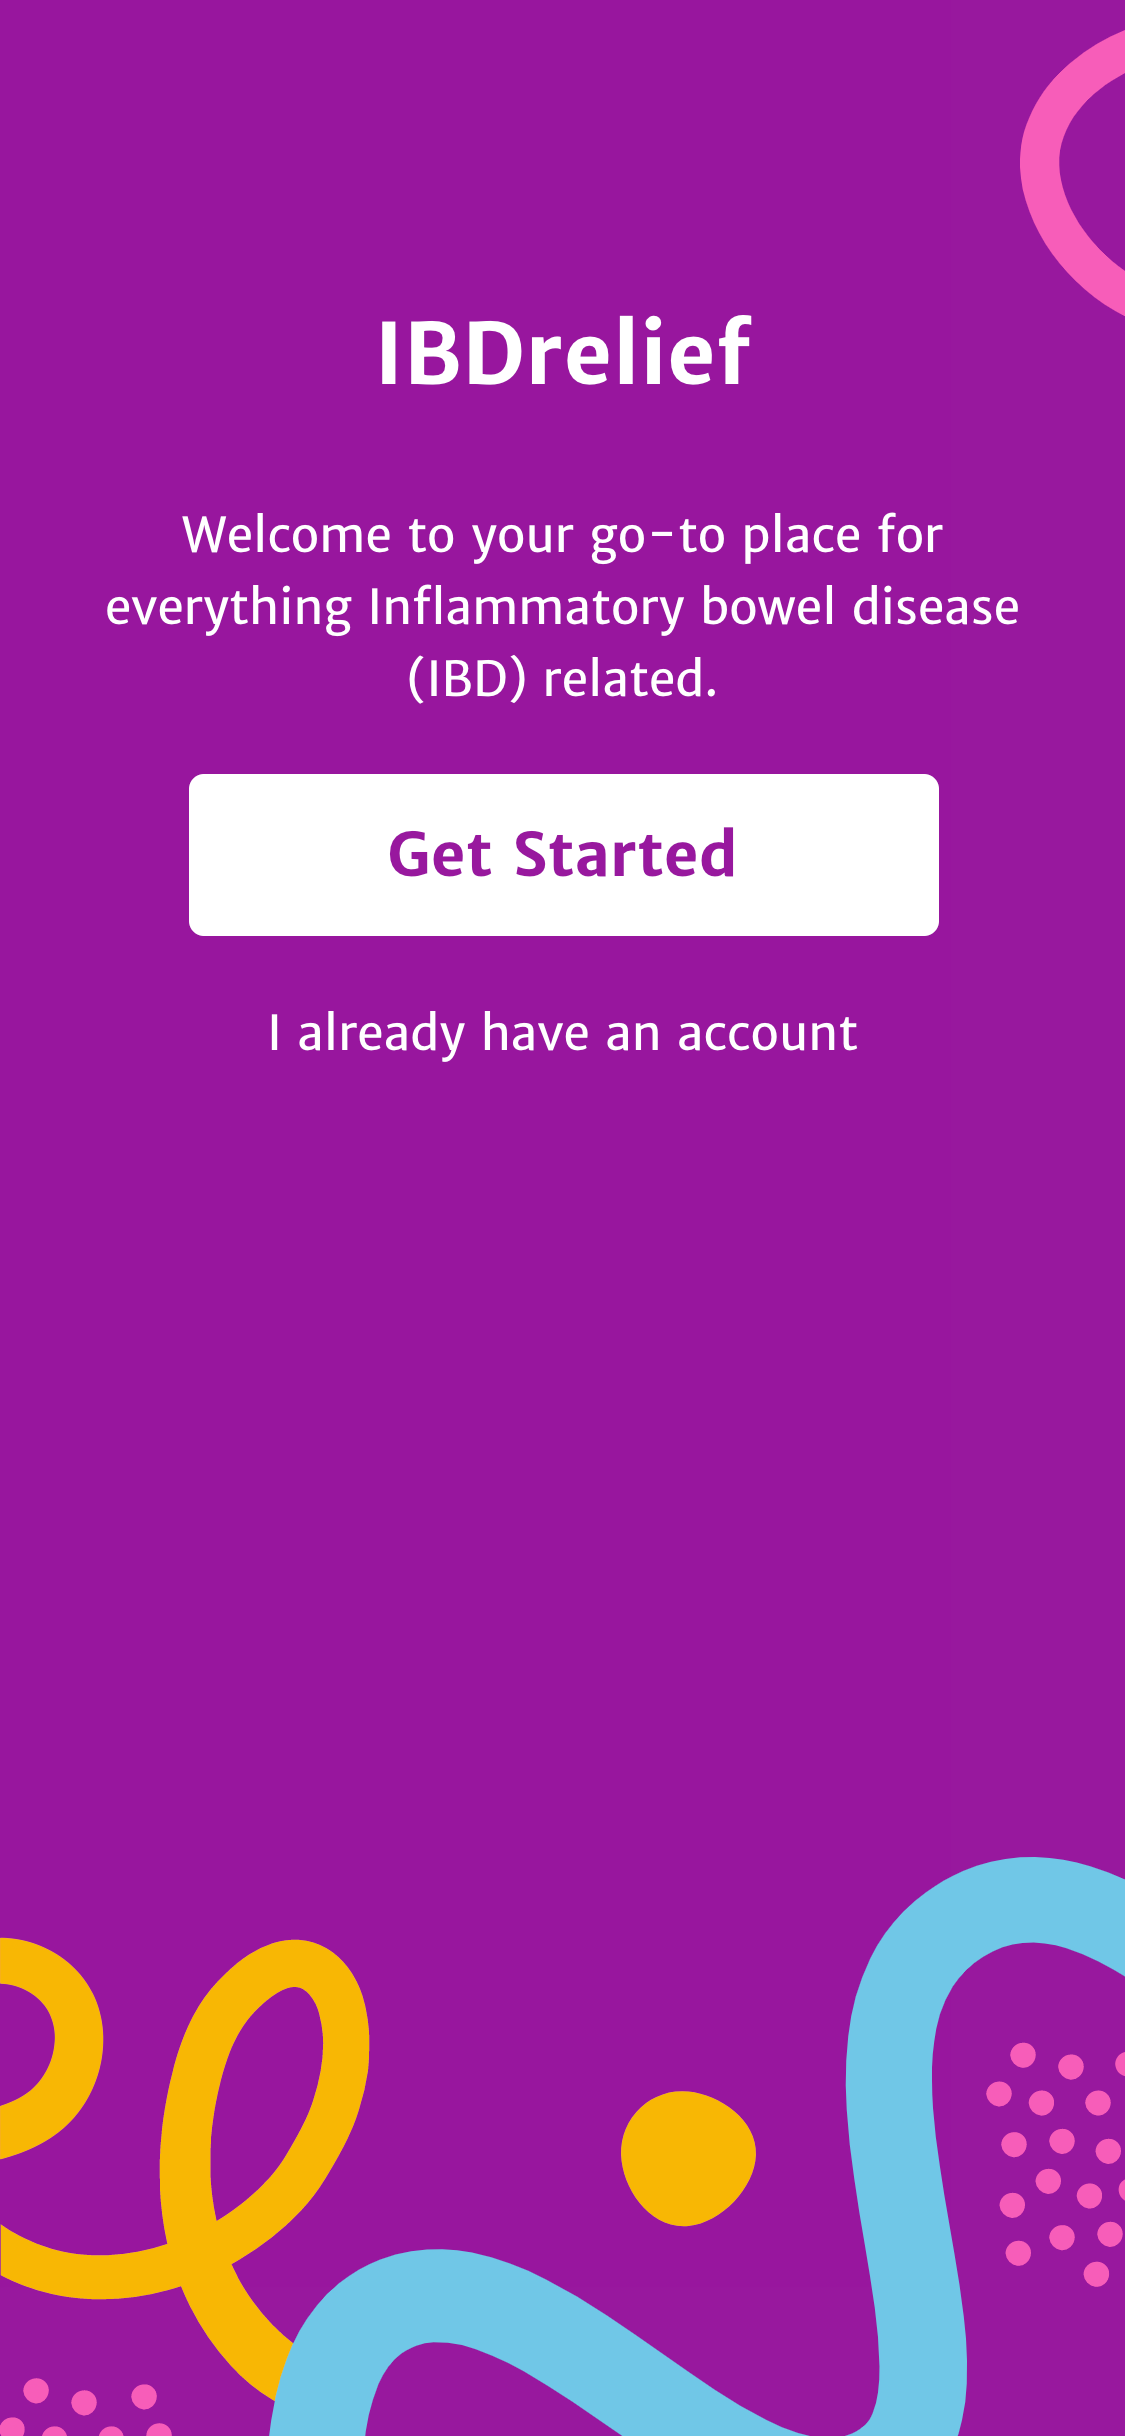 IBDrelief
Welcome to your go-to place for
everything Inflammatory bowel disease
(IBD) related.
Get Started
I already have an account